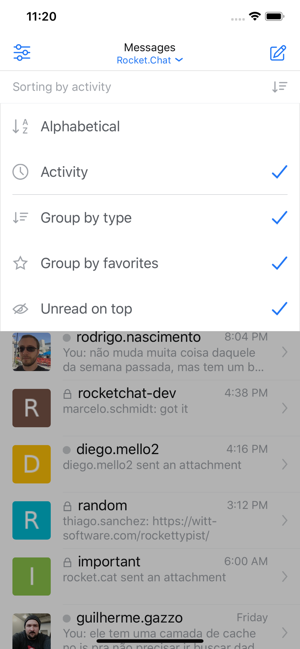 11:20
Messages
Rocket.Chat
Sorting by activity
A
Z
Alphabetical
Activity
Group by type
Group by favorites
Unread on top
rodrigo.nascimento 8:04 PM
You: não muda muita coisa daquele
da semana passada, mas tem um b...
R
rocketchat-dev 4:38 PM
marcelo.schmidt: got it
D
diego.mello2 4:16 PM
diego.mello2 sent an attachment
R
random 3:12 PM
thiago.sanchez: https://witt-
software.com/rockettypist/
I
important 6:00 AM
rocket.cat sent an attachment
guilherme.gazzo Friday
You: ele tem uma camada de cache
no js pra não precisar ir buscar dad